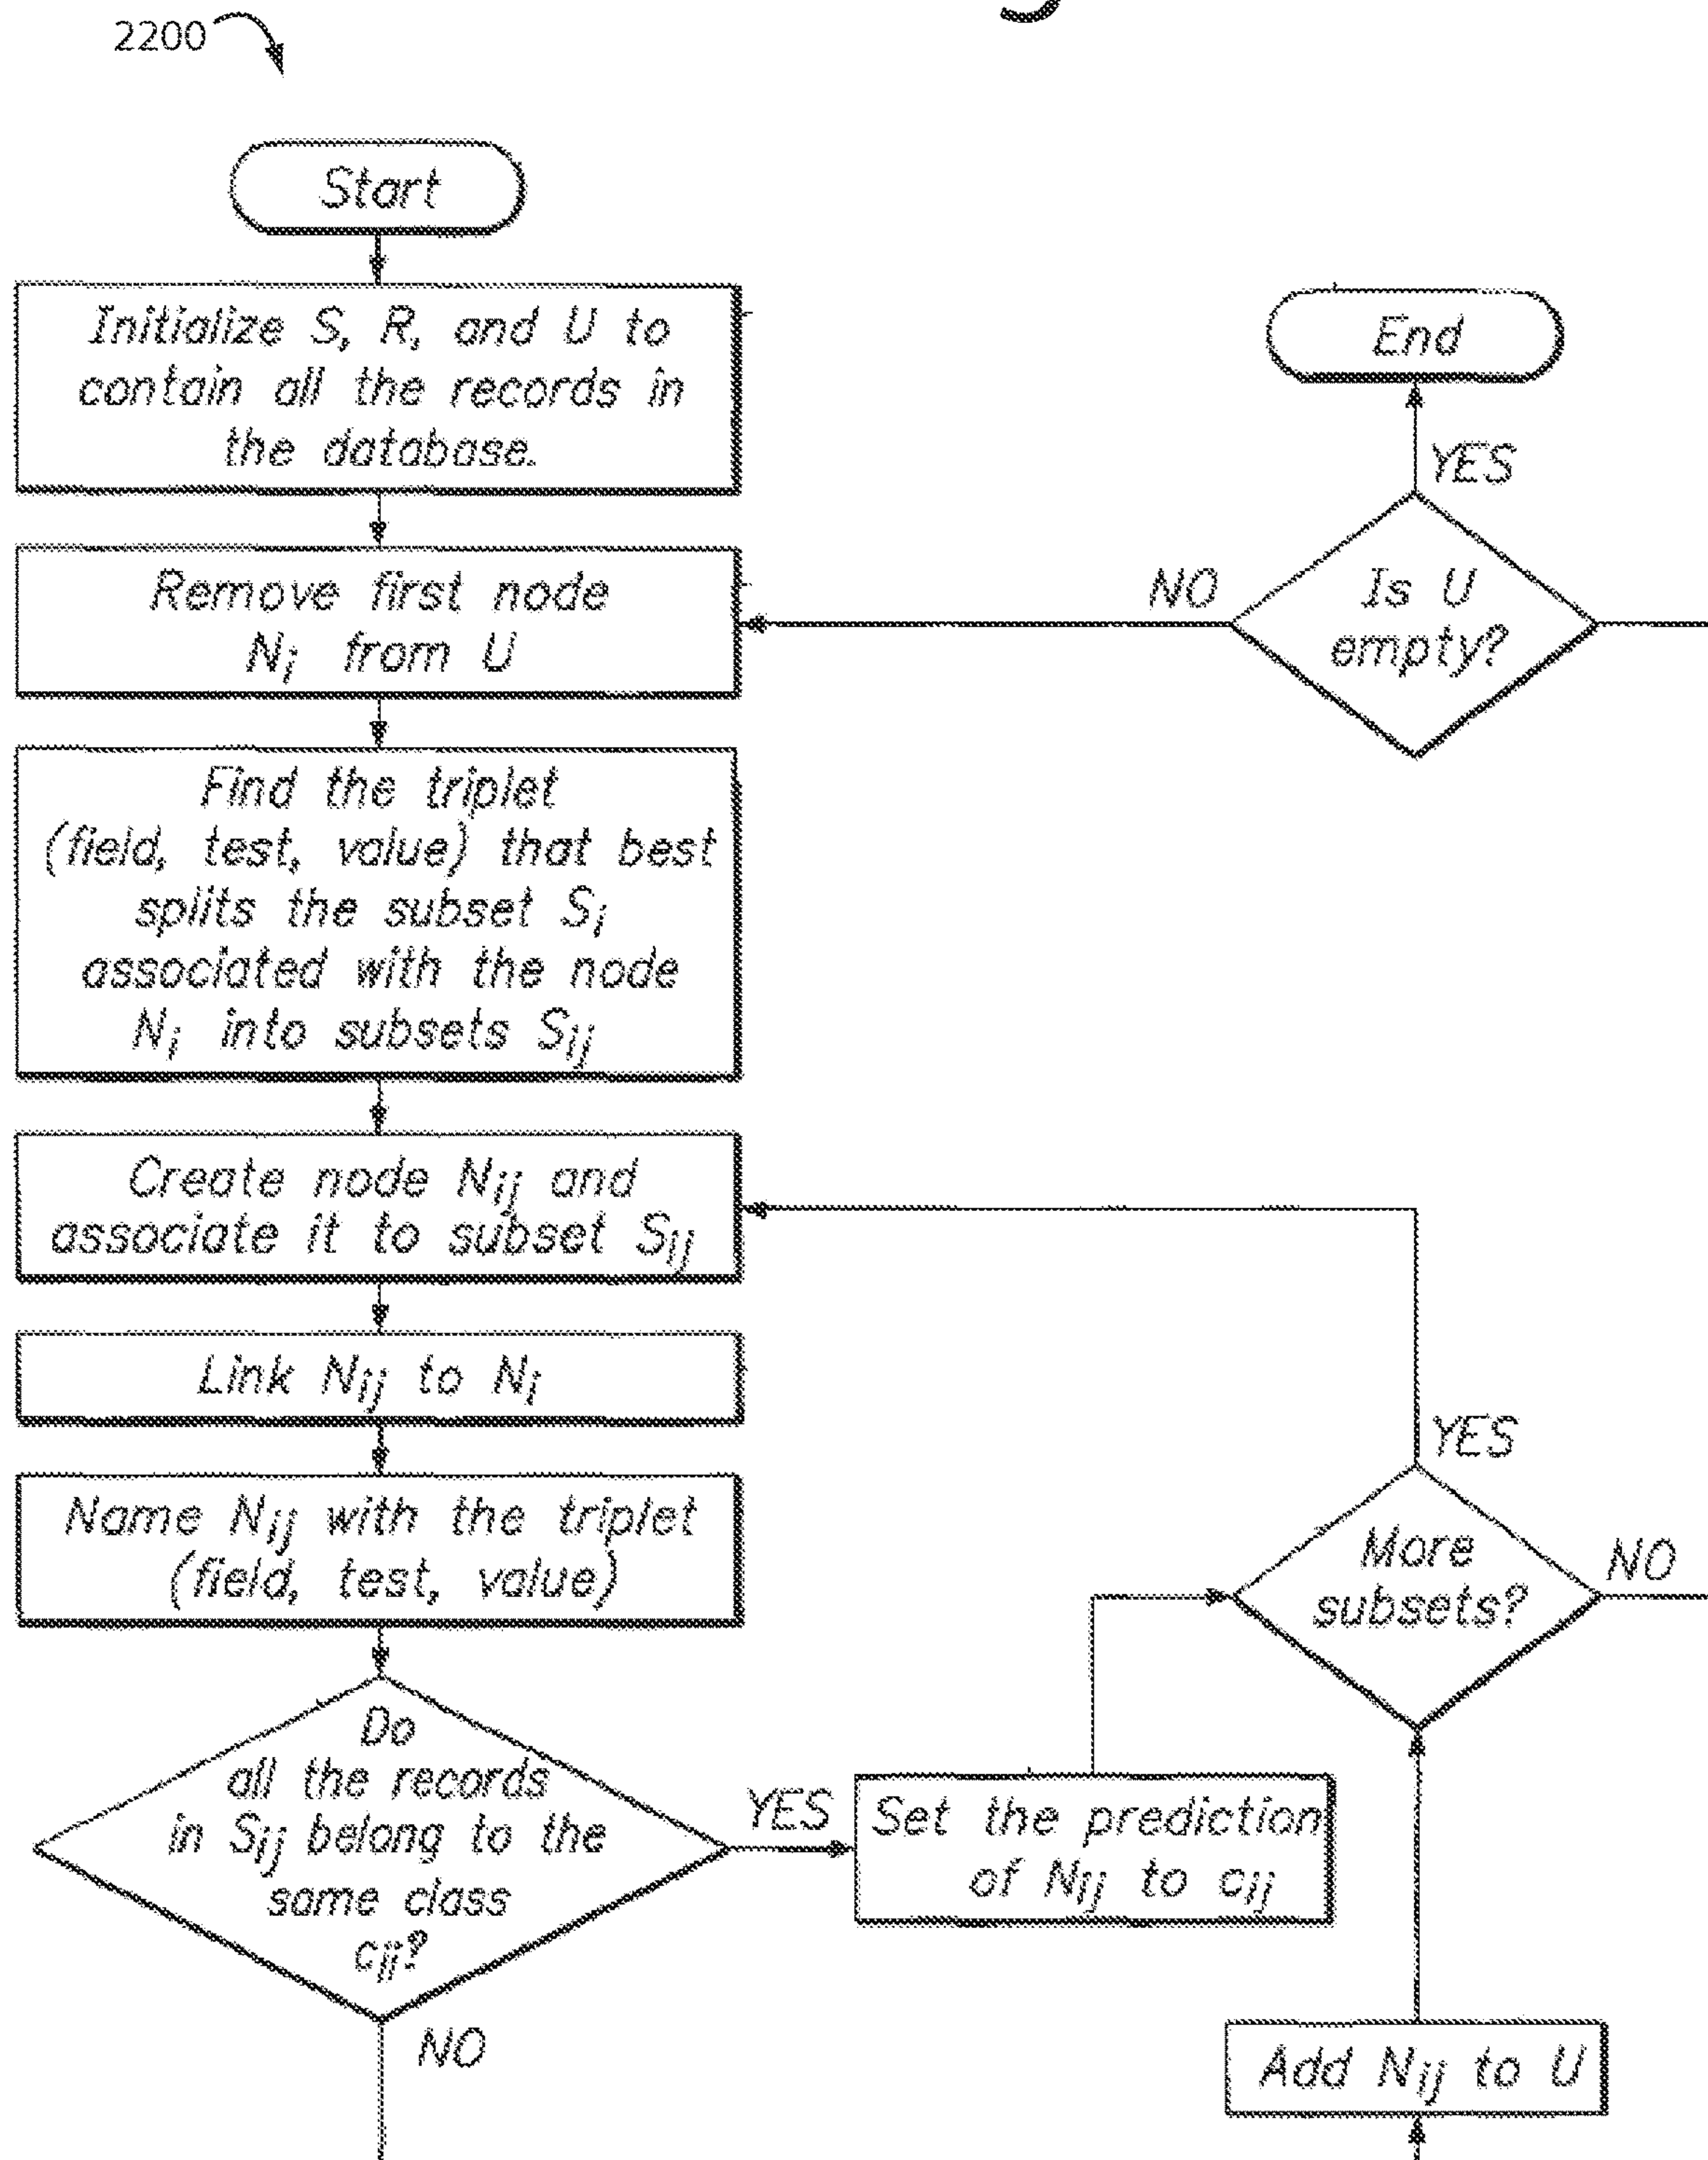 2200
Start
Initialize S, R, and U to
contain all the records in
the database.
Remove first node
Ni from U
Find the triplet
(field, test, value) that best
splits the subset Si
associated with the node
Ni into subsets Sij
Create node Nij and
associate it to subset Sij
Link Nij to Ni
Name Nij with the triplet
(field, test, value)
Do
all the records
in Sij belong to the
same class
cij?
NO
YES
Set the prediction
of Nij to cij
Add Nij to U
More
subsets?
YES
NO
Is U
empty?
NO
YES
End